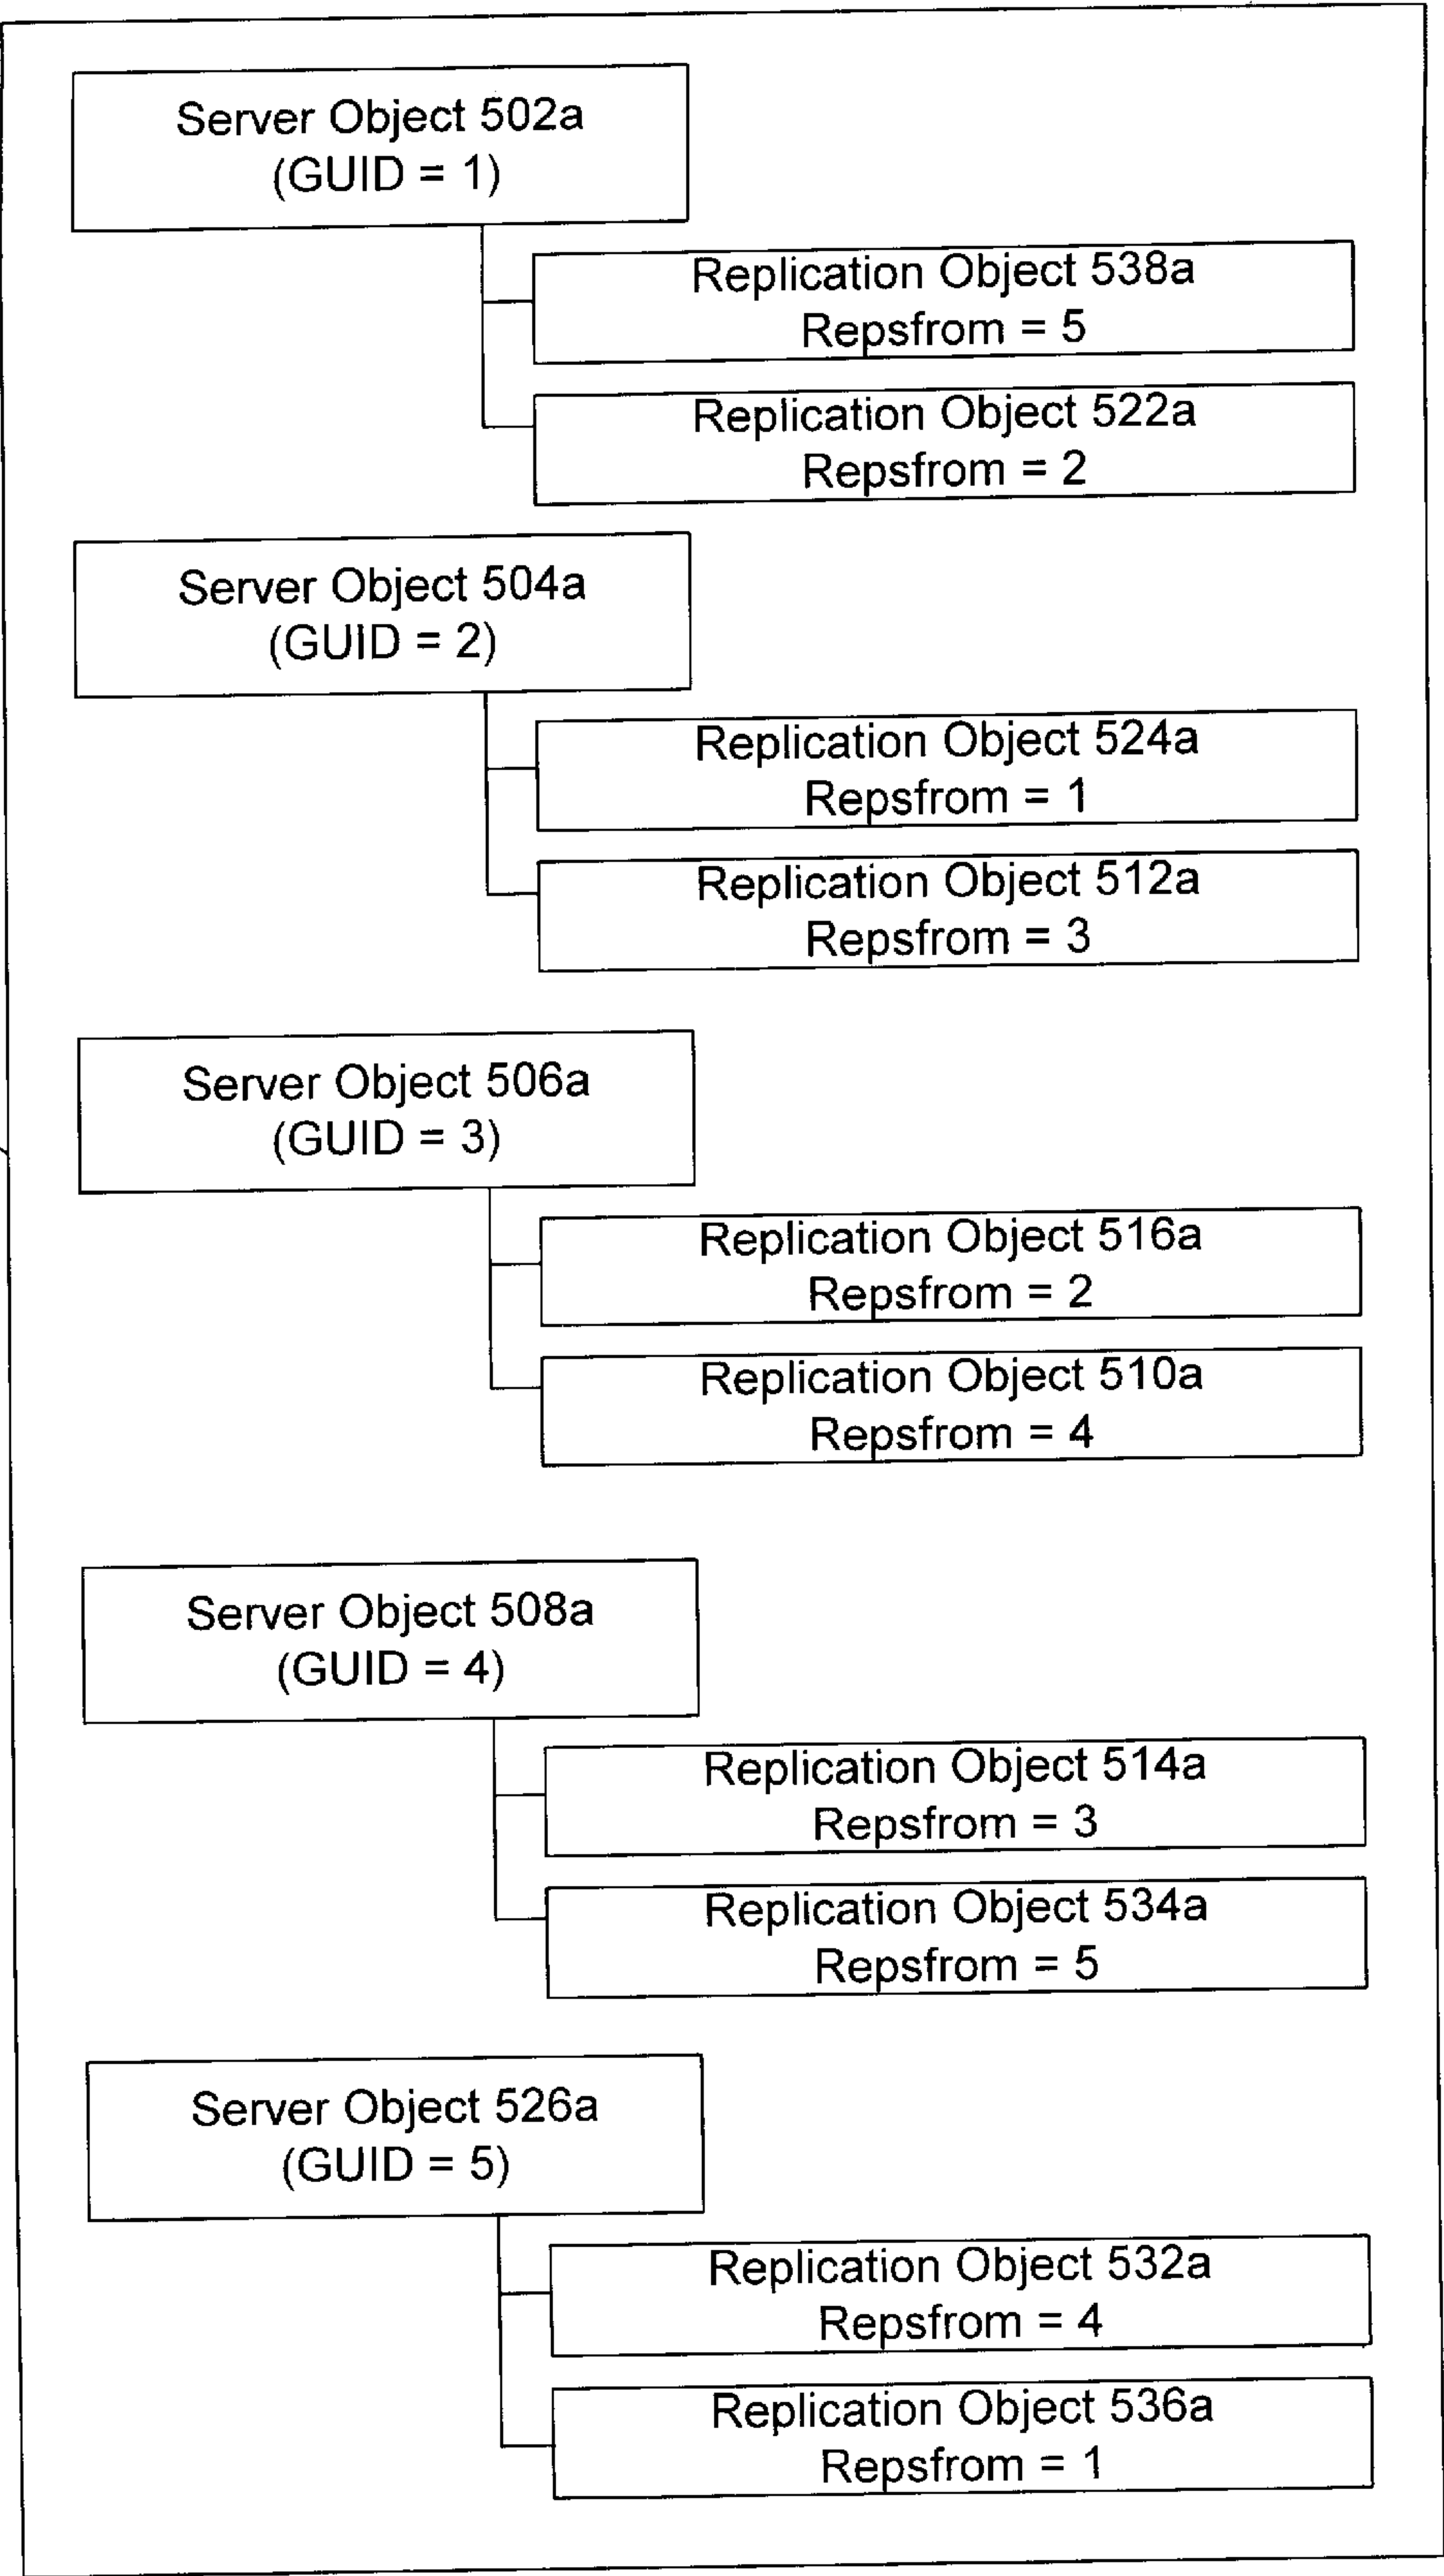 Server Object 502a
(GUID = 1)
Replication Object 538a
Repsfrom = 5
Replication Object 522a
Repsfrom = 2
Server Object 504a
(GUID = 2)
Replication Object 524a
Repsfrom = 1
Replication Object 512a
Repsfrom = 3
Server Object 506a
(GUID = 3)
Replication Object 516a
Repsfrom = 2
Replication Object 510a
Repsfrom = 4
Server Object 508a
(GUID = 4)
Replication Object 514a
Repsfrom = 3
Replication Object 534a
Repsfrom = 5
Server Object 526a
(GUID = 5)
Replication Object 532a
Repsfrom = 4
Replication Object 536a
Repsfrom = 1